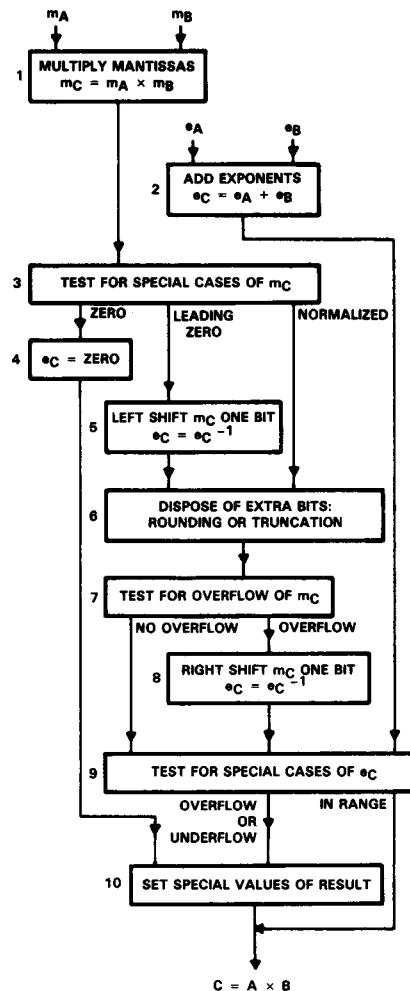 mA mB
1 MULTIPLY MANTISSAS
mC = mA × mB
eA eB
2 ADD EXPONENTS
eC = eA + eB
3 TEST FOR SPECIAL CASES OF mC
ZERO LEADING ZERO NORMALIZED
4 eC = ZERO
5 LEFT SHIFT mC ONE BIT
eC = eC -1
6 DISPOSE OF EXTRA BITS:
ROUNDING OR TRUNCATION
7 TEST FOR OVERFLOW OF mC
NO OVERFLOW OVERFLOW
8 RIGHT SHIFT mC ONE BIT
eC = eC -1
9 TEST FOR SPECIAL CASES OF eC
OVERFLOW IN RANGE
OR
UNDERFLOW
10 SET SPECIAL VALUES OF RESULT
C = A × B